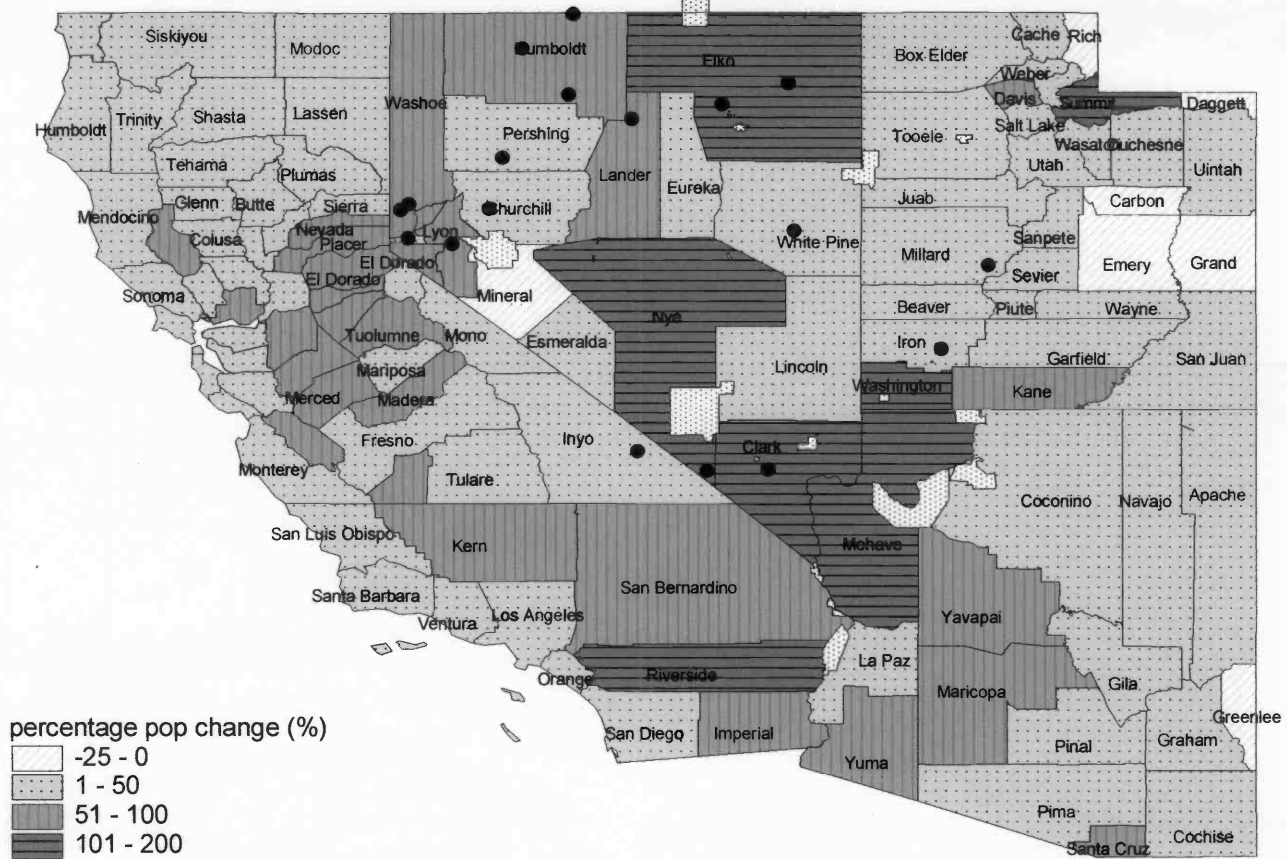 Siskiyou
Modoc
Humboldt
Elko
Box Elder
Cache
Rich
Weber
Washoe
Davis
Summit
Daggett
Humboldt
Trinity
Shasta
Lassen
Pershing
Tooele
Salt Lake
Wasatch
Duchesne
Tehama
Plumas
Lander
Eureka
Utah
Uintah
Mendocino
Glenn
Butte
Sierra
Churchill
Juab
Carbon
Nevada
Lyon
Colusa
Placer
White Pine
Millard
Sanpete
El Dorado
El Dorado
Sevier
Emery
Grand
Sonoma
Mineral
Beaver
Piute
Wayne
Nye
Tuolumne
Mono
Esmeralda
Iron
Mariposa
Lincoln
Garfield
San Juan
Washington
Merced
Madera
Kane
Fresno
Inyo
Clark
Monterey
Tulare
Coconino
Navajo
Apache
San Luis Obispo
Kern
Mohave
San Bernardino
Santa Barbara
Los Angeles
Yavapai
Ventura
La Paz
Orange
Riverside
Maricopa
Gila
Greenlee
percentage pop change (%)
-25 - 0
1 - 50
51 - 100
101 - 200
San Diego
Imperial
Yuma
Pinal
Graham
Pima
Cochise
Santa Cruz